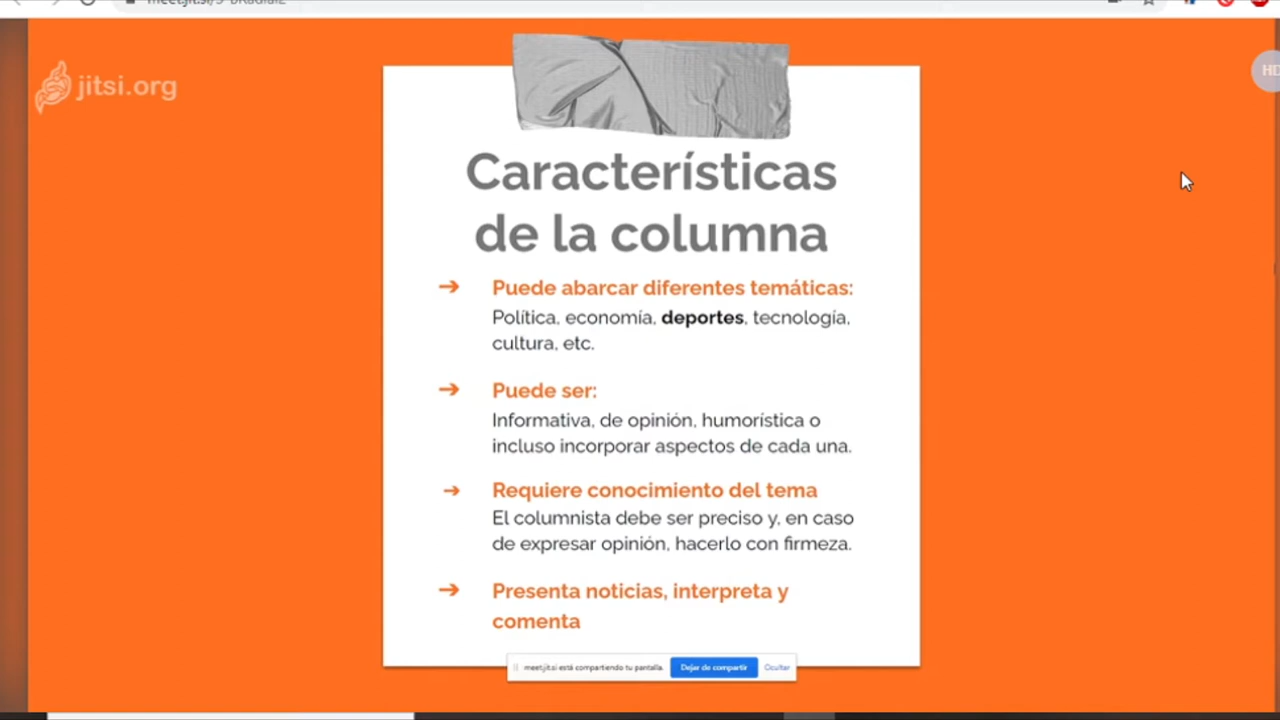 jitsi.org
HD
Características
de la columna
➔ Puede abarcar diferentes temáticas:
Política, economía, deportes, tecnología,
cultura, etc.
➔ Puede ser:
Informativa, de opinión, humorística o
incluso incorporar aspectos de cada una.
➔ Requiere conocimiento del tema
El columnista debe ser preciso y, en caso
de expresar opinión, hacerlo con firmeza.
➔ Presenta noticias, interpreta y
comenta
meet.jit.si está compartiendo tu pantalla. Dejar de compartir Ocultar